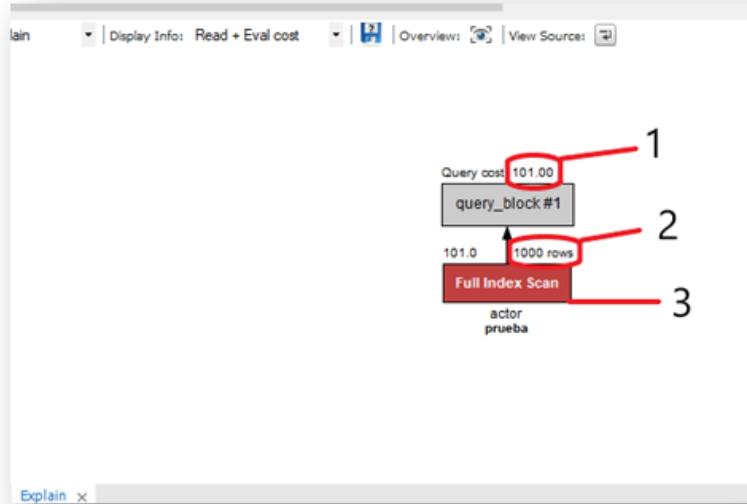 lain Display Info: Read + Eval cost Overview: View Source:
1
Query cost 101.00
query_block #1
2
101.0 1000 rows
Full Index Scan
3
actor
prueba
Explain